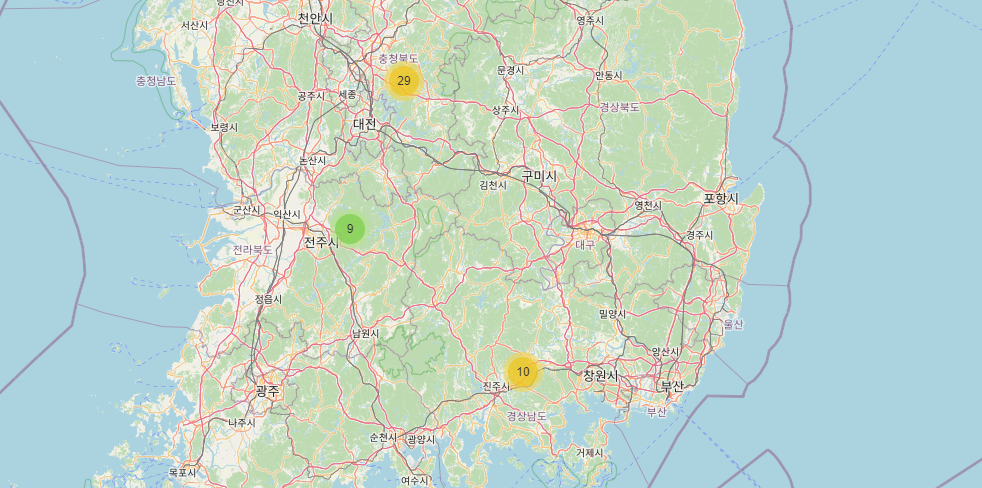 당진시
서산시
천안시
영주시
충청북도
문경시
안동시
29
충청남도
공주시
세종
상주시
경상북도
보령시
대전
논산시
구미시
김천시
포항시
군산시
익산시
영천시
9
전주시
전라북도
대구
경주시
정읍시
밀양시
울산
남원시
양산시
10
창원시
진주시
부산
광주
부산
경상남도
나주시
순천시
광양시
거제시
목포시
여수시